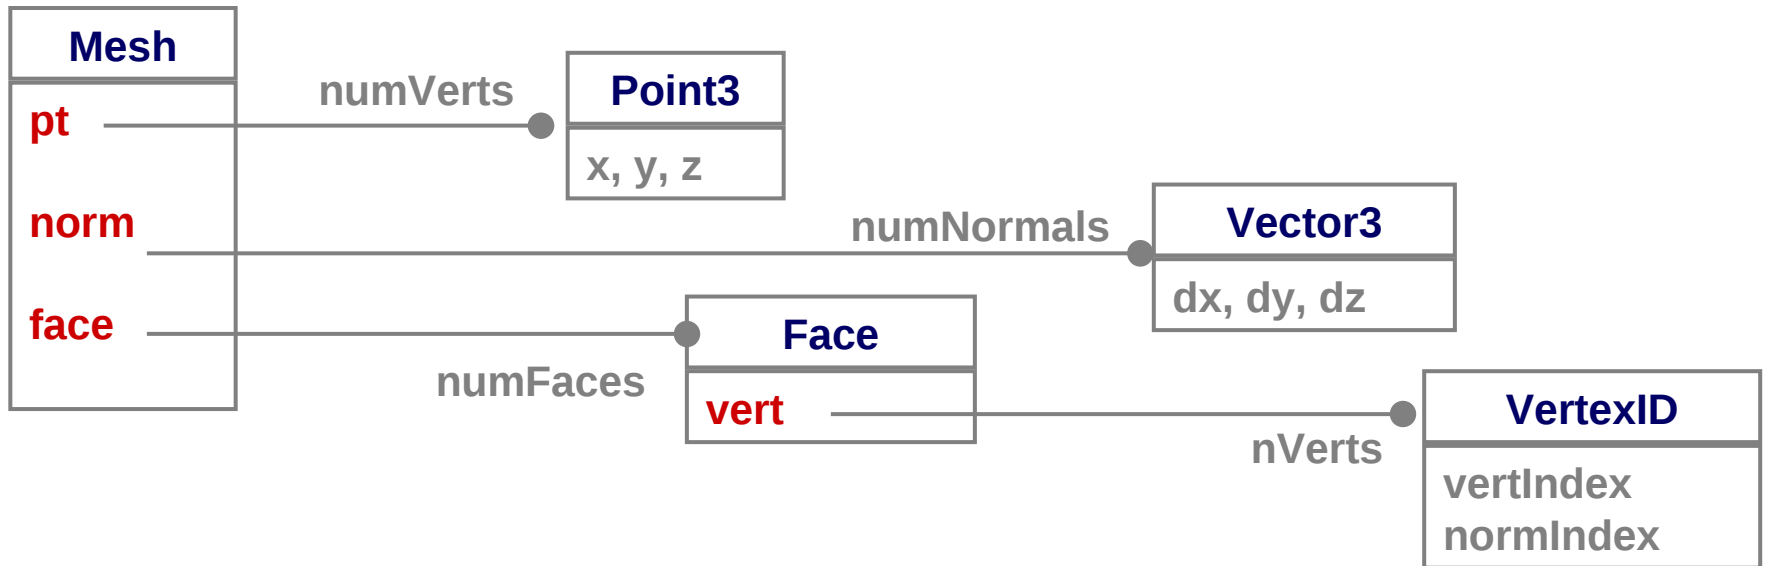 Mesh
pt
norm
face
numVerts
Point3
x, y, z
numNormals
Vector3
dx, dy, dz
numFaces
Face
vert
nVerts
VertexID
vertIndex
normIndex